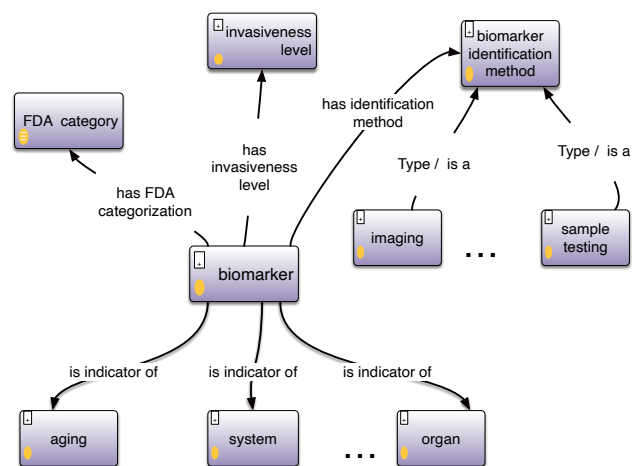 invasiveness
level
biomarker
identification
method
FDA category
has identification
method
has
invasiveness
level
Type / is a
Type / is a
has FDA
categorization
imaging
...
sample
testing
biomarker
is indicator of
is indicator of
is indicator of
aging
system
...
organ